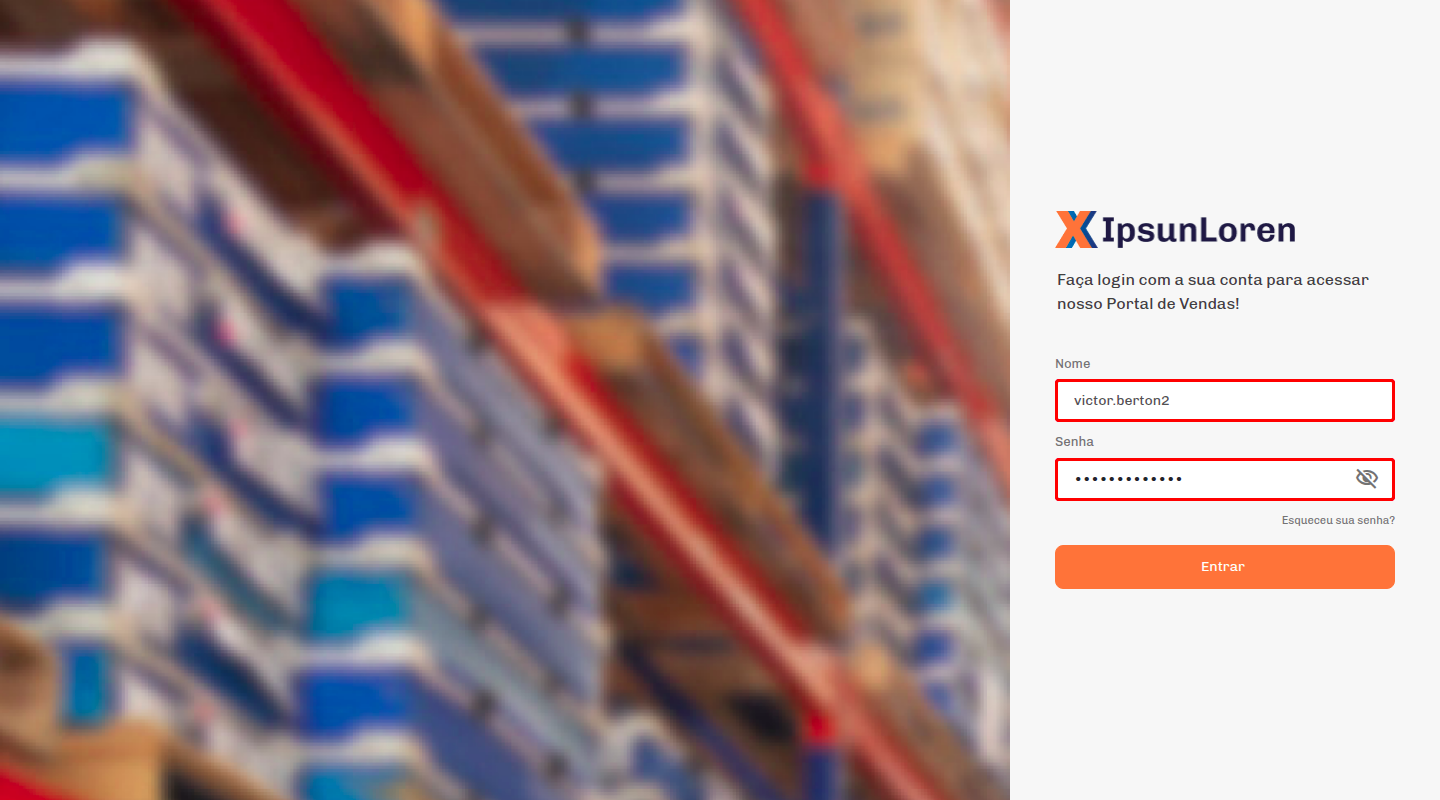 IpsunLoren
Faça login com a sua conta para acessar
nosso Portal de Vendas!
Nome
victor.berton2
Senha
•••••••••••••
Esqueceu sua senha?
Entrar